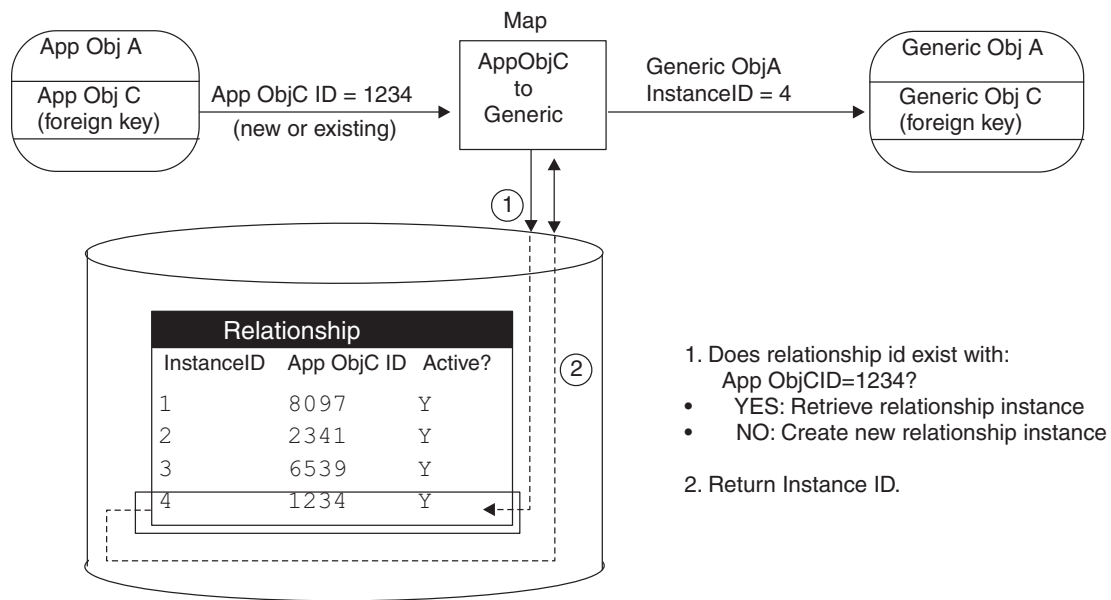 Map
App Obj A
App Obj C
(foreign key)
App ObjC ID = 1234
(new or existing)
AppObjC
to
Generic
Generic ObjA
InstanceID = 4
Generic Obj A
Generic Obj C
(foreign key)
1
2
Relationship
InstanceID App ObjC ID Active?
1 8097 Y
2 2341 Y
3 6539 Y
4 1234 Y
1. Does relationship id exist with:
App ObjCID=1234?
• YES: Retrieve relationship instance
• NO: Create new relationship instance
2. Return Instance ID.